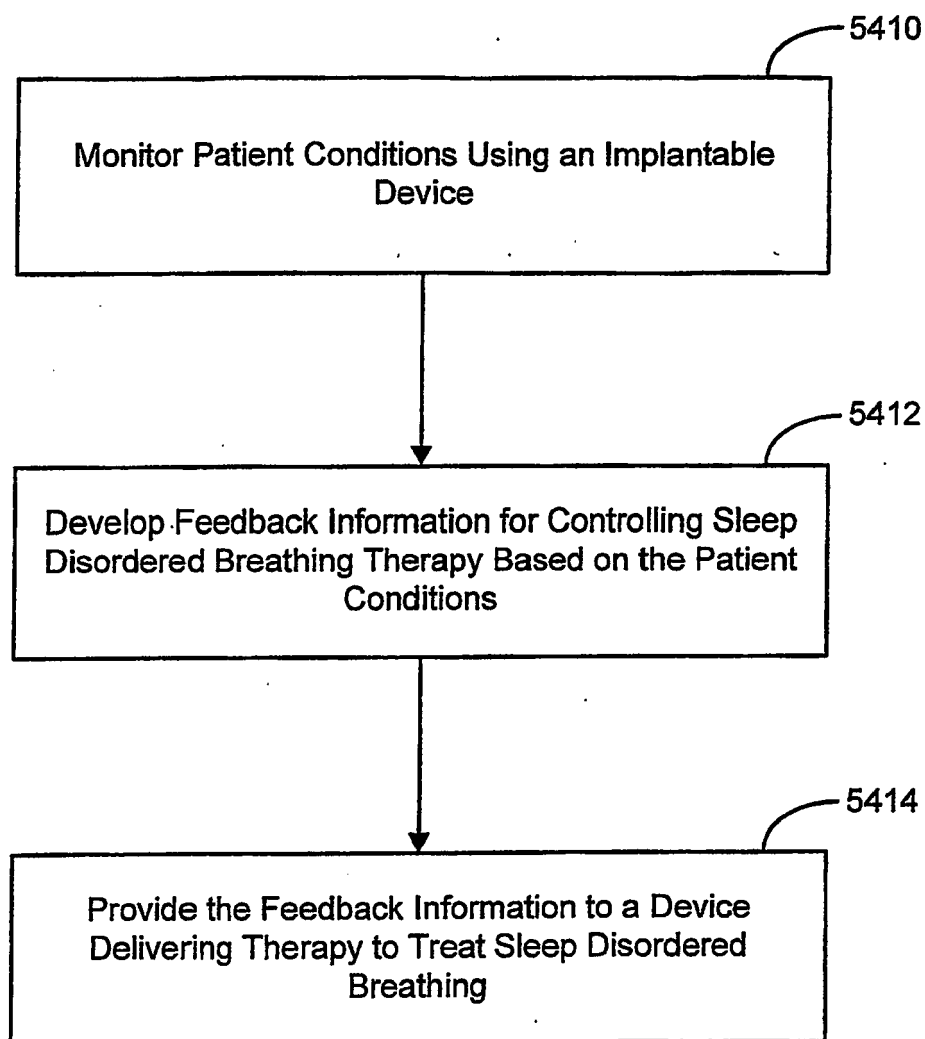 5410
Monitor Patient Conditions Using an Implantable
Device
5412
Develop Feedback Information for Controlling Sleep
Disordered Breathing Therapy Based on the Patient
Conditions
5414
Provide the Feedback Information to a Device
Delivering Therapy to Treat Sleep Disordered
Breathing